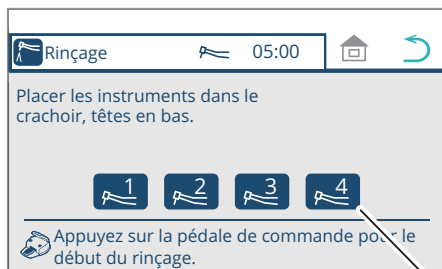 Rinçage 05:00
Placer les instruments dans le
crachoir, têtes en bas.
1 2 3 4
Appuyez sur la pédale de commande pour le
début du rinçage.